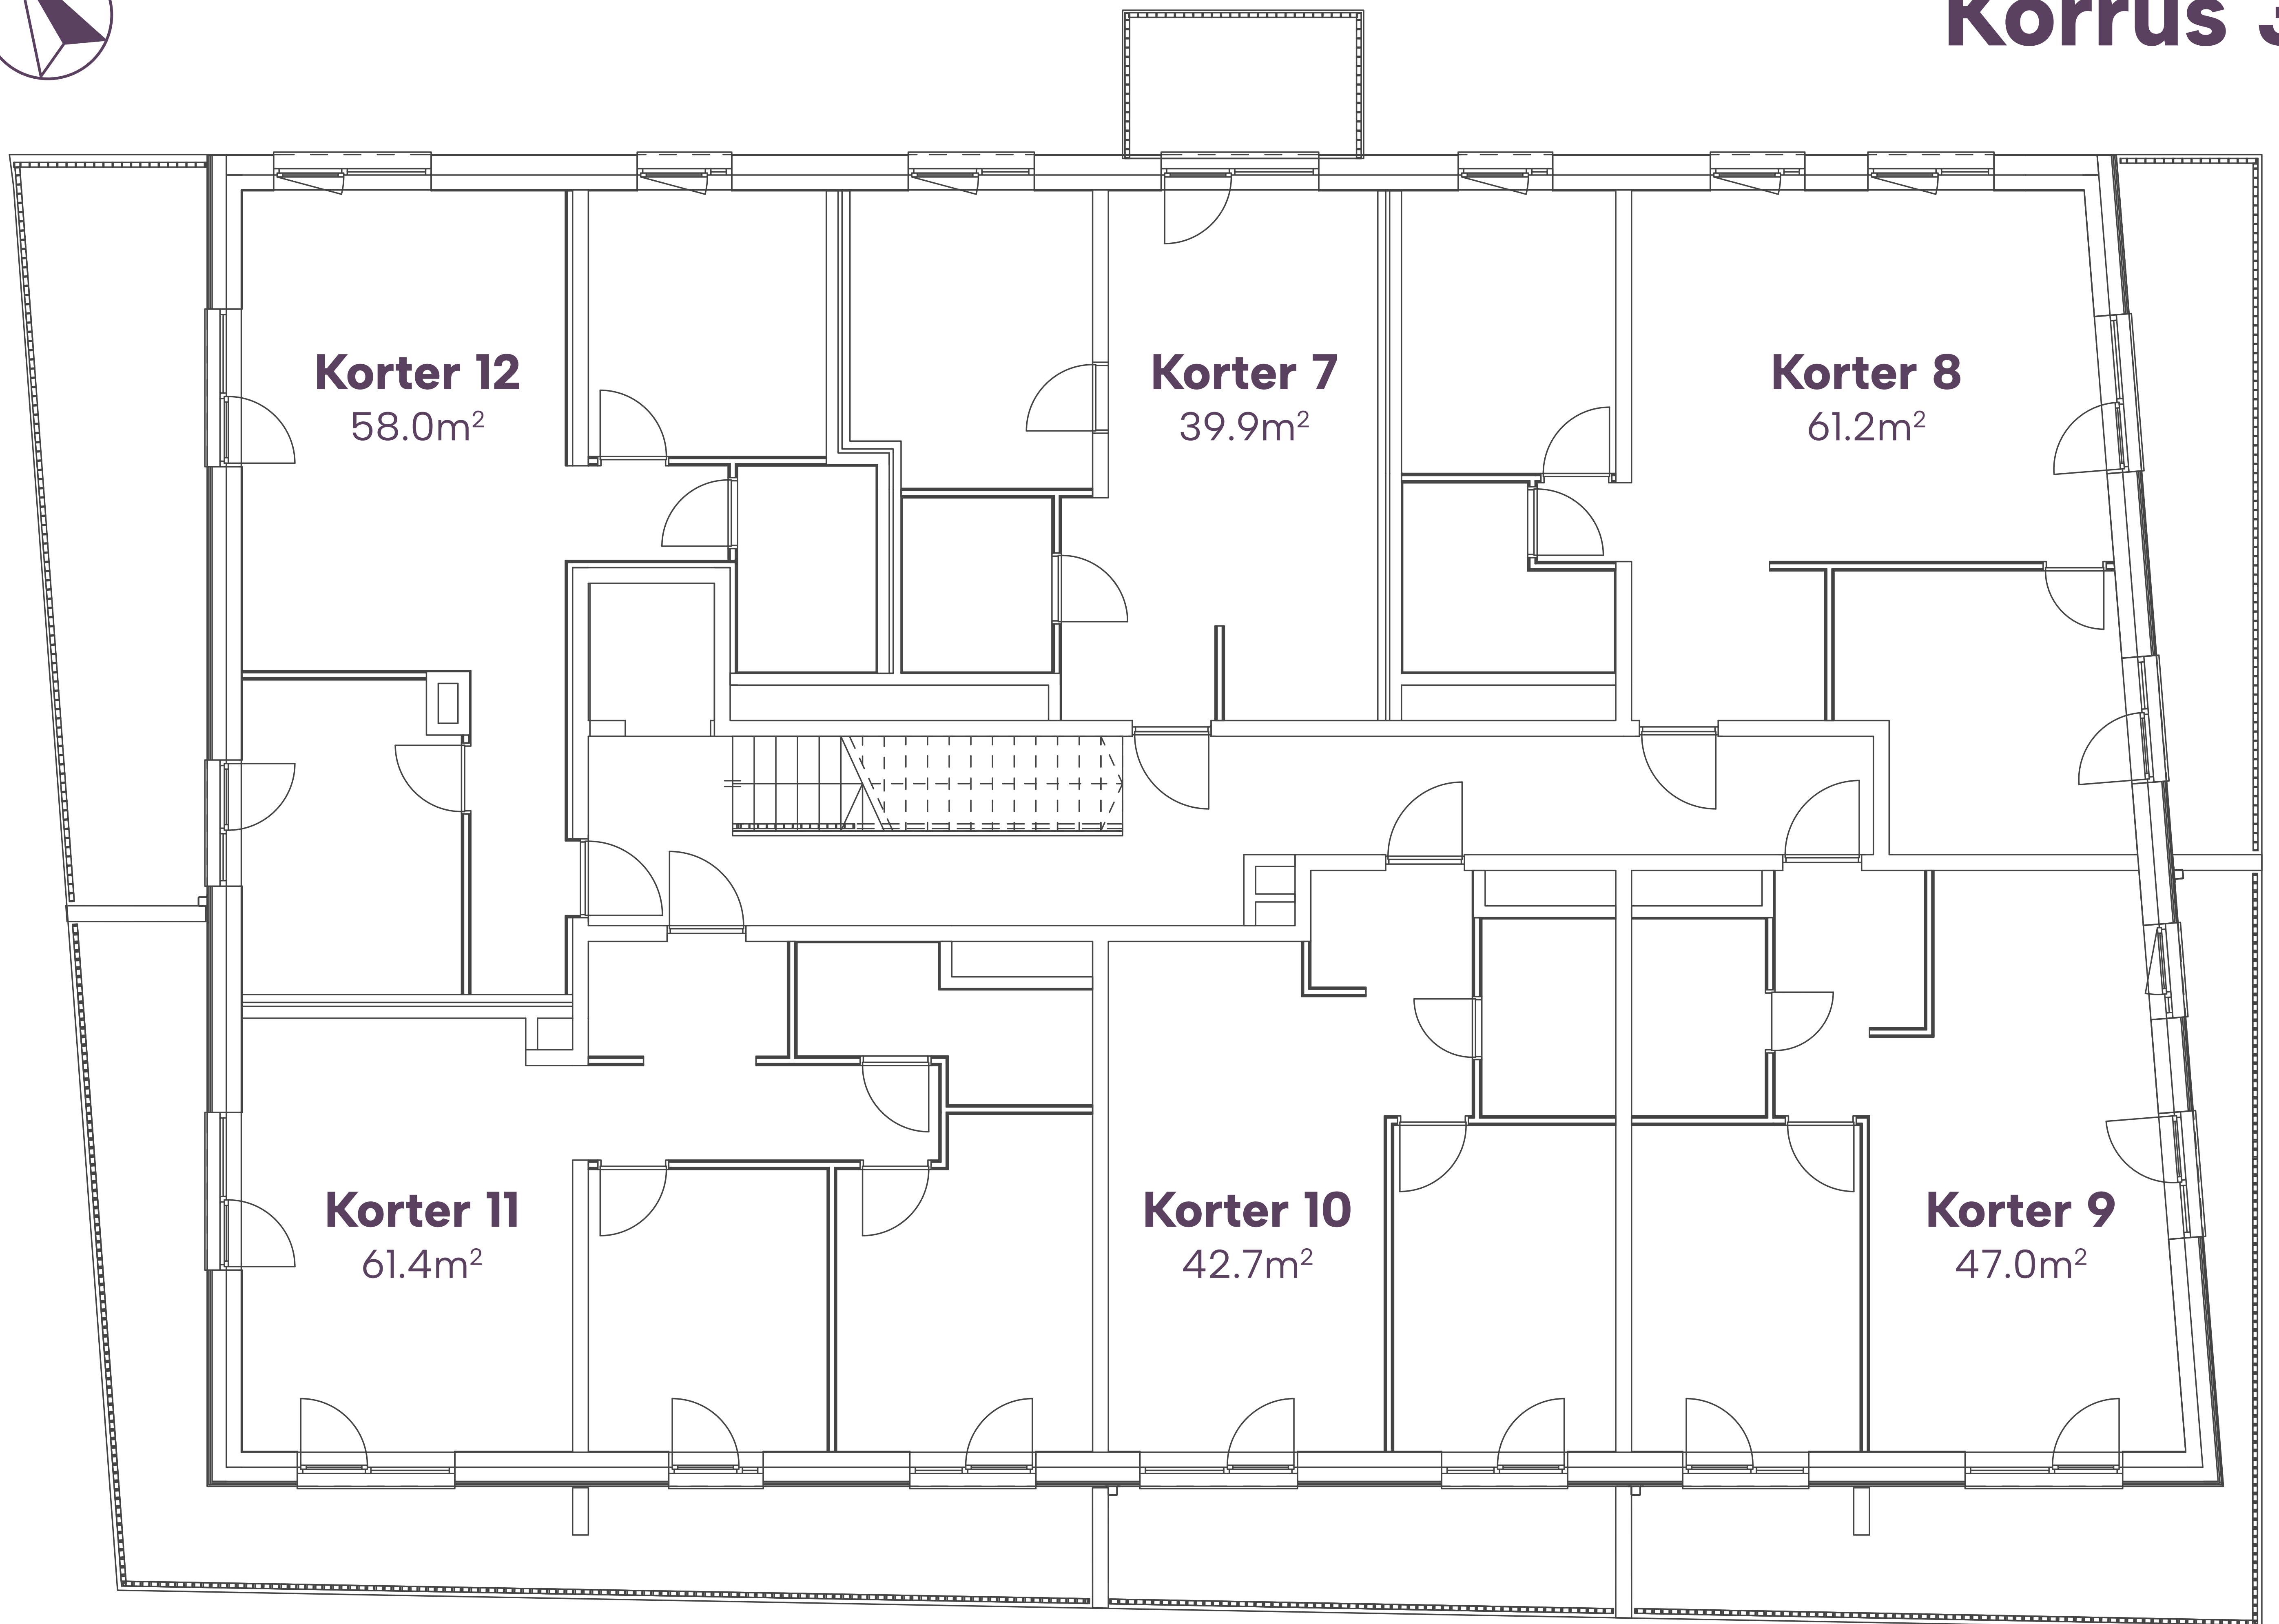 Korrus 3
Korter 12
58.0m²
Korter 7
39.9m²
Korter 8
61.2m²
Korter 11
61.4m²
Korter 10
42.7m²
Korter 9
47.0m²